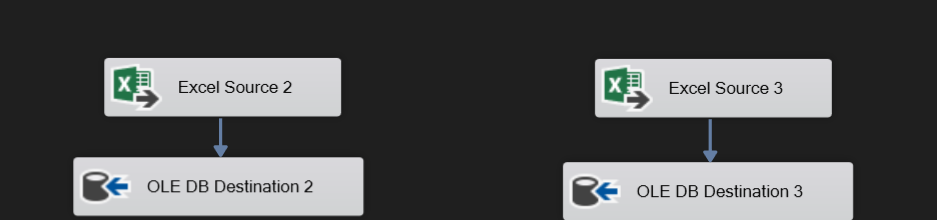 Excel Source 2
Excel Source 3
OLE DB Destination 2
OLE DB Destination 3